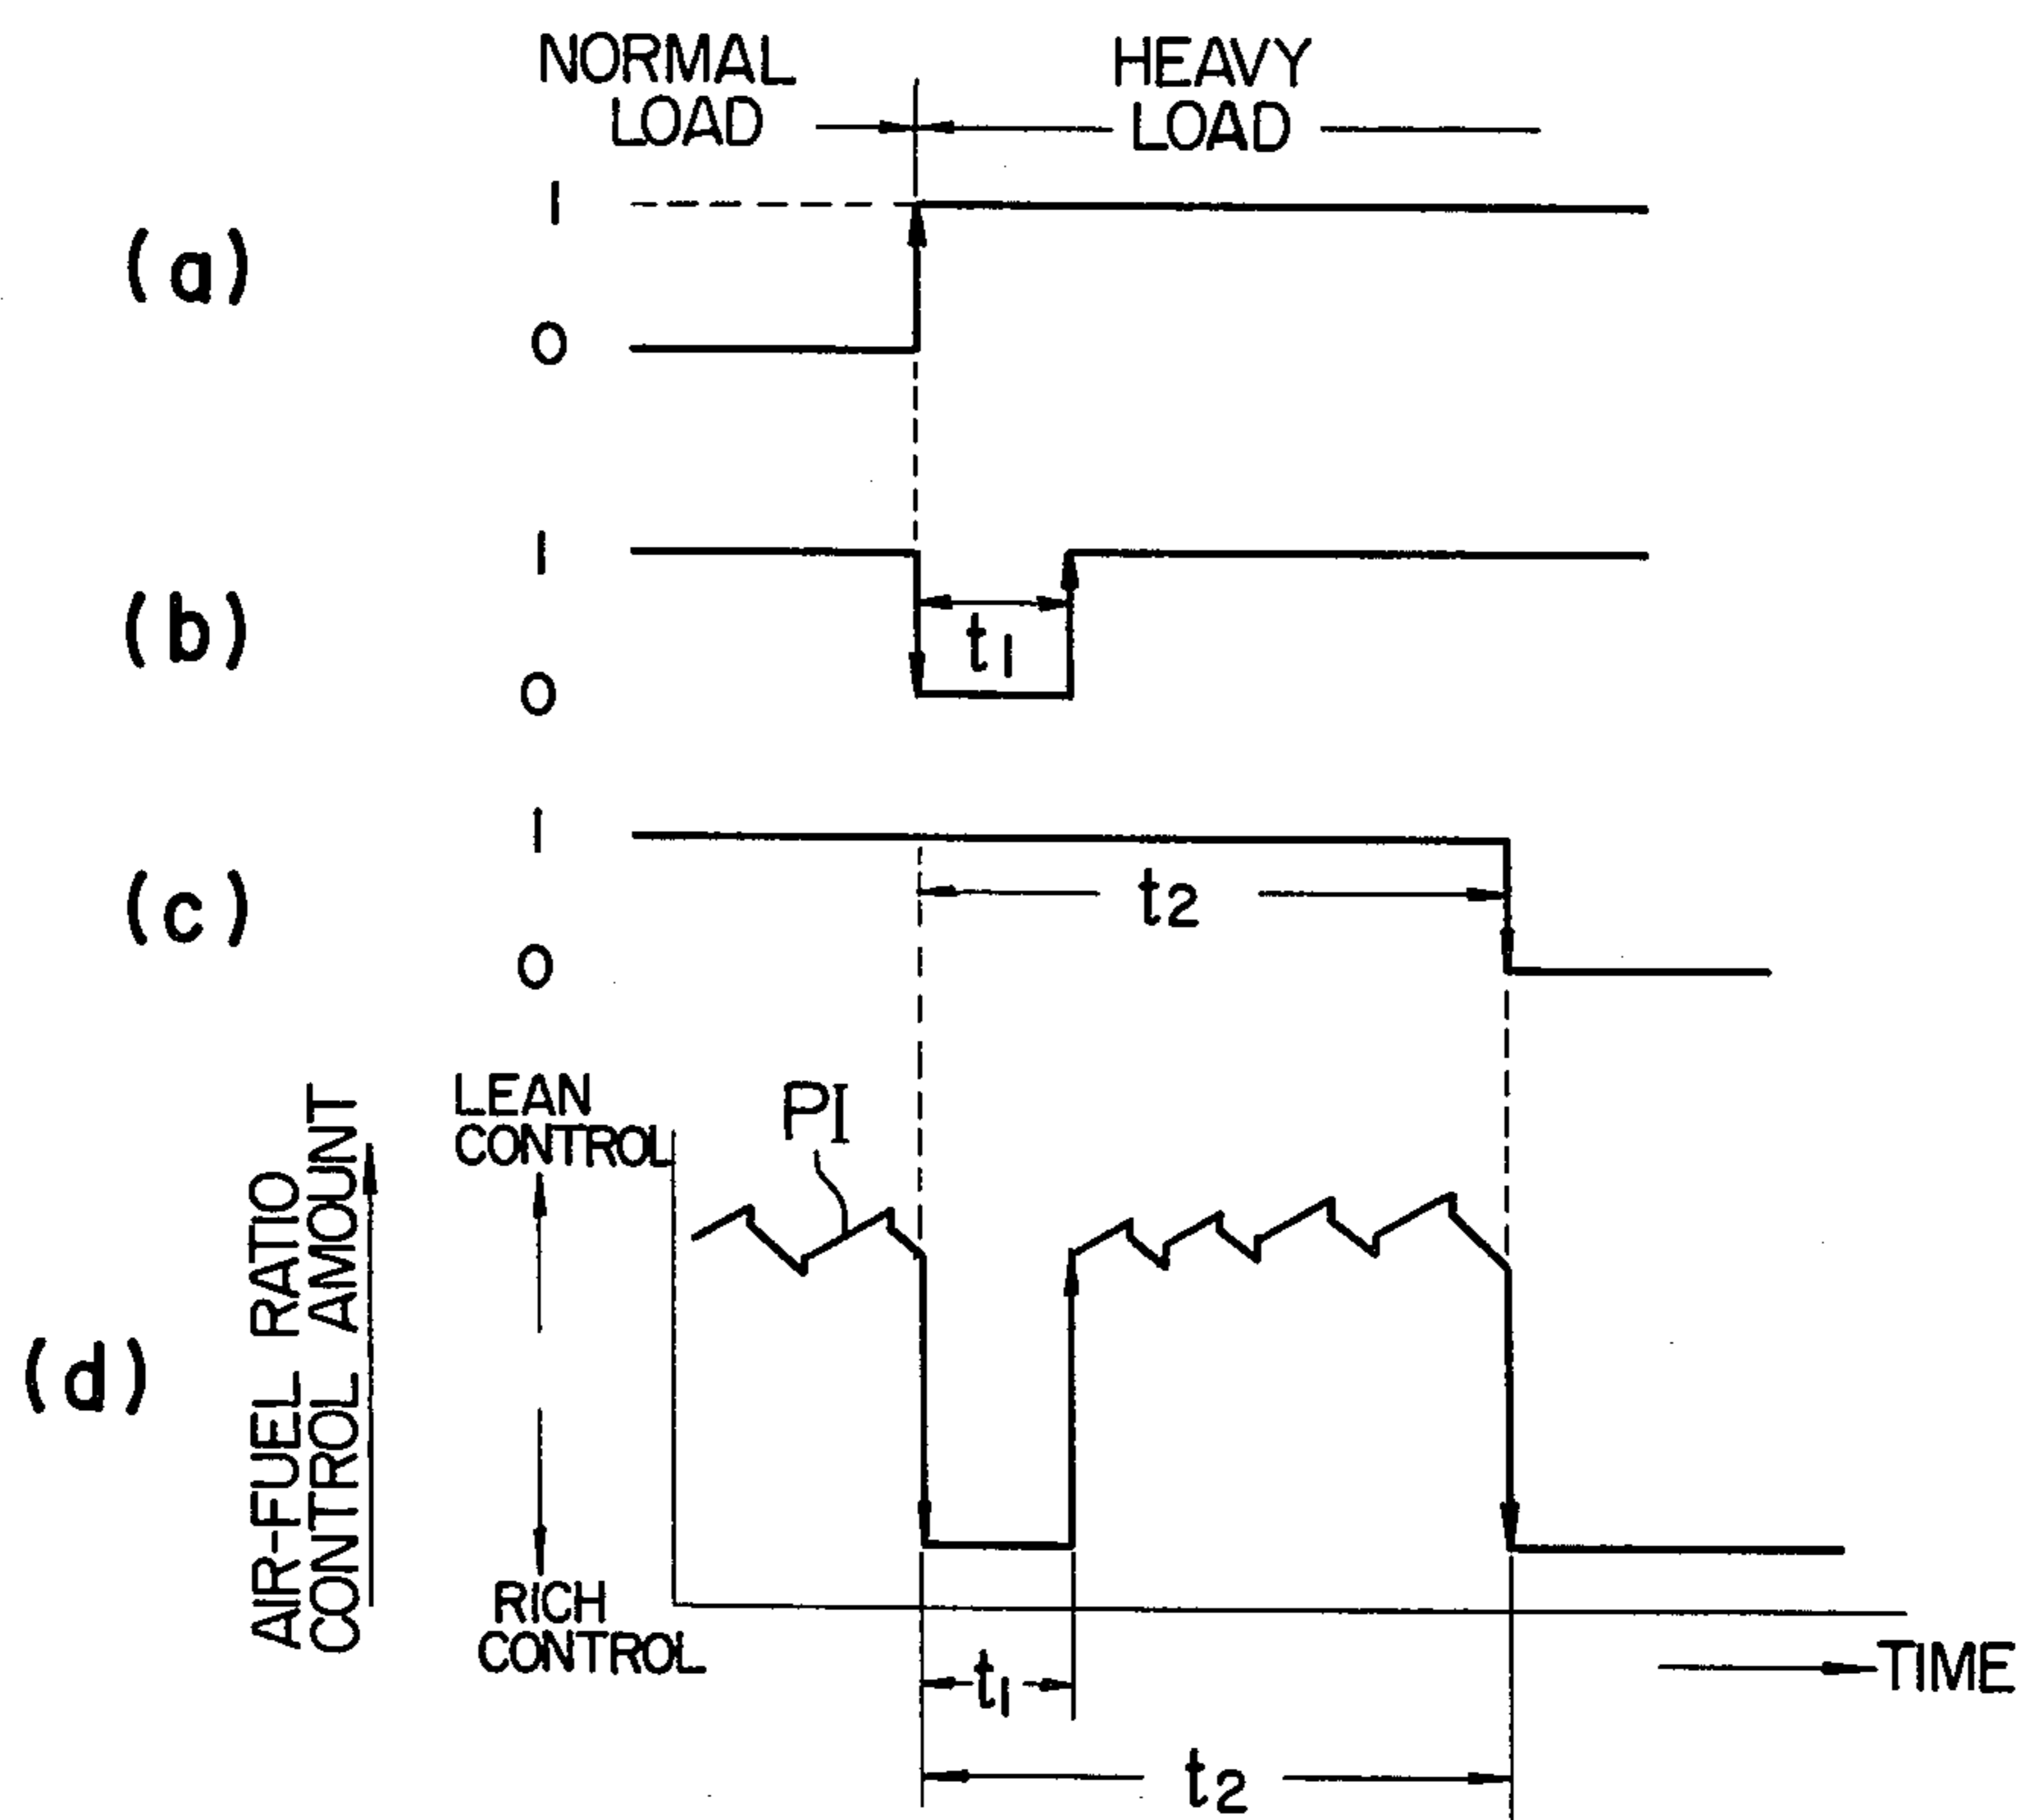 NORMAL
LOAD
HEAVY
LOAD
(a)
1
0
(b)
1
0
t1
(c)
1
0
t2
(d)
AIR-FUEL RATIO
CONTROL AMOUNT
LEAN
CONTROL
RICH
CONTROL
PI
t1
t2
TIME